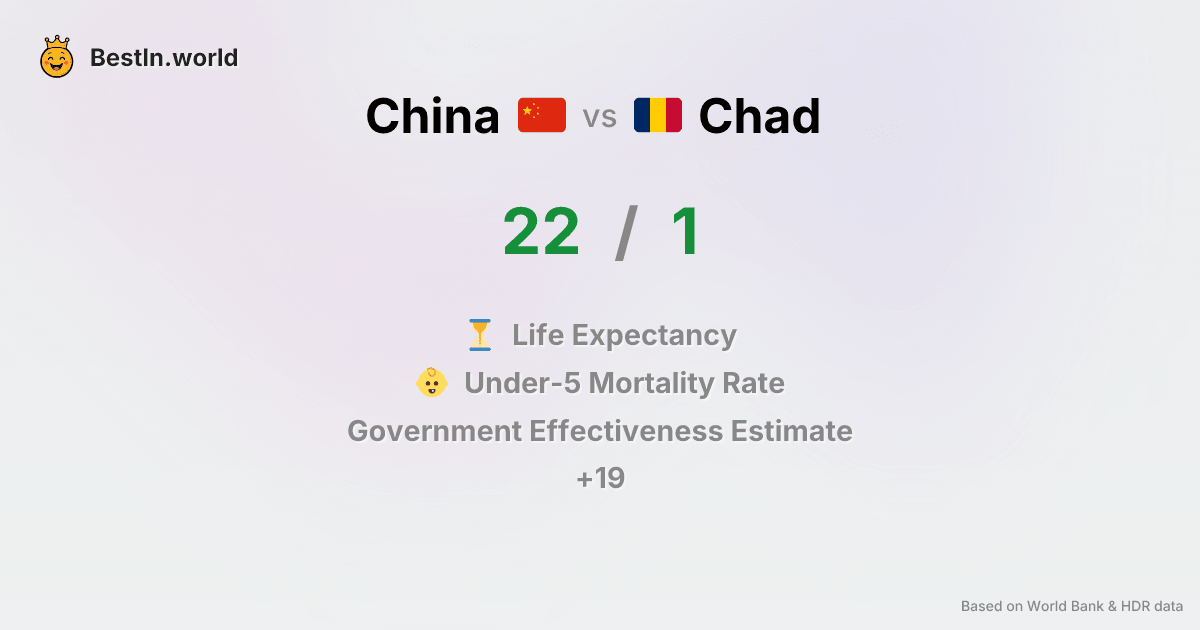 BestIn.world
China vs Chad
22 / 1
Life Expectancy
Under-5 Mortality Rate
Government Effectiveness Estimate
+19
Based on World Bank & HDR data